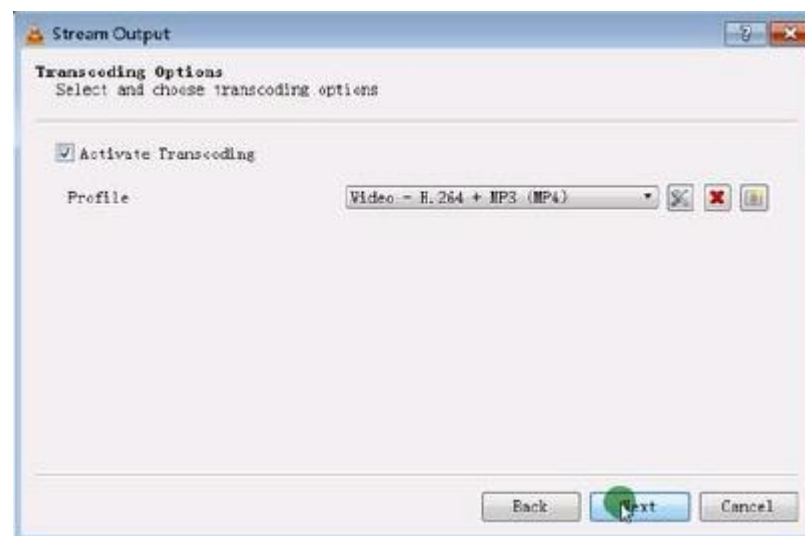 Stream Output
Transcoding Options
Select and choose transcoding options
Activate Transcoding
Profile
Video - H.264 + MP3 (MP4)
Back
Next
Cancel